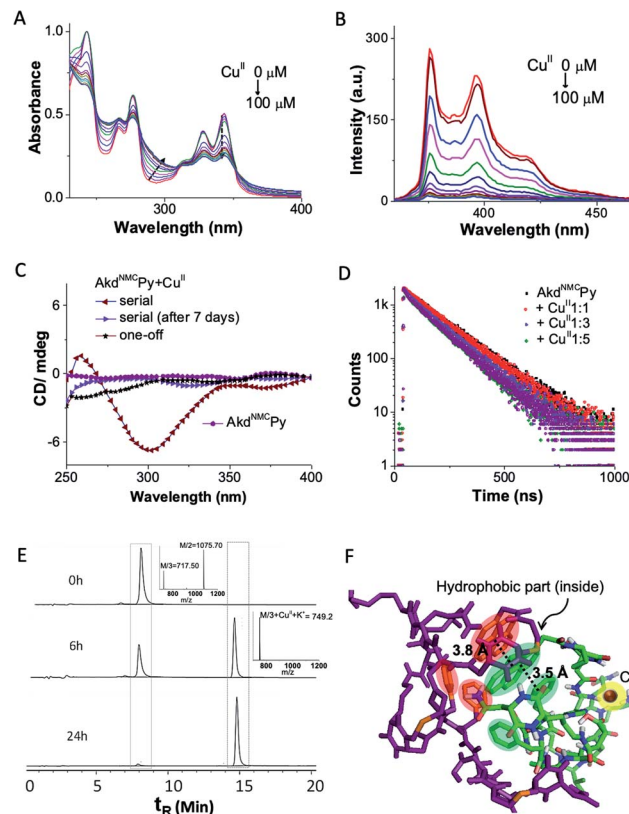 A
Absorbance
1.0
0.5
0.0
Cu^II 0 μM
100 μM
300
400
Wavelength (nm)
B
Intensity (a.u.)
300
150
0
Cu^II 0 μM
100 μM
400
450
Wavelength (nm)
C
CD/ mdeg
0
-6
Akd^NMC Py+Cu^II
serial
serial (after 7 days)
one-off
Akd^NMC Py
250
300
350
400
Wavelength (nm)
D
Counts
1k
100
10
1
Akd^NMC Py
+ Cu^II 1:1
+ Cu^II 1:3
+ Cu^II 1:5
0
500
1000
Time (ns)
E
0h
M/2=1075.70
M/3=717.50
800 1000 1200
m/z
6h
M/3+Cu^II+K^+= 749.2
800 1000 1200
m/z
24h
0 5 10 15 20
t_R (Min)
F
Hydrophobic part (inside)
3.8 Å
3.5 Å
C